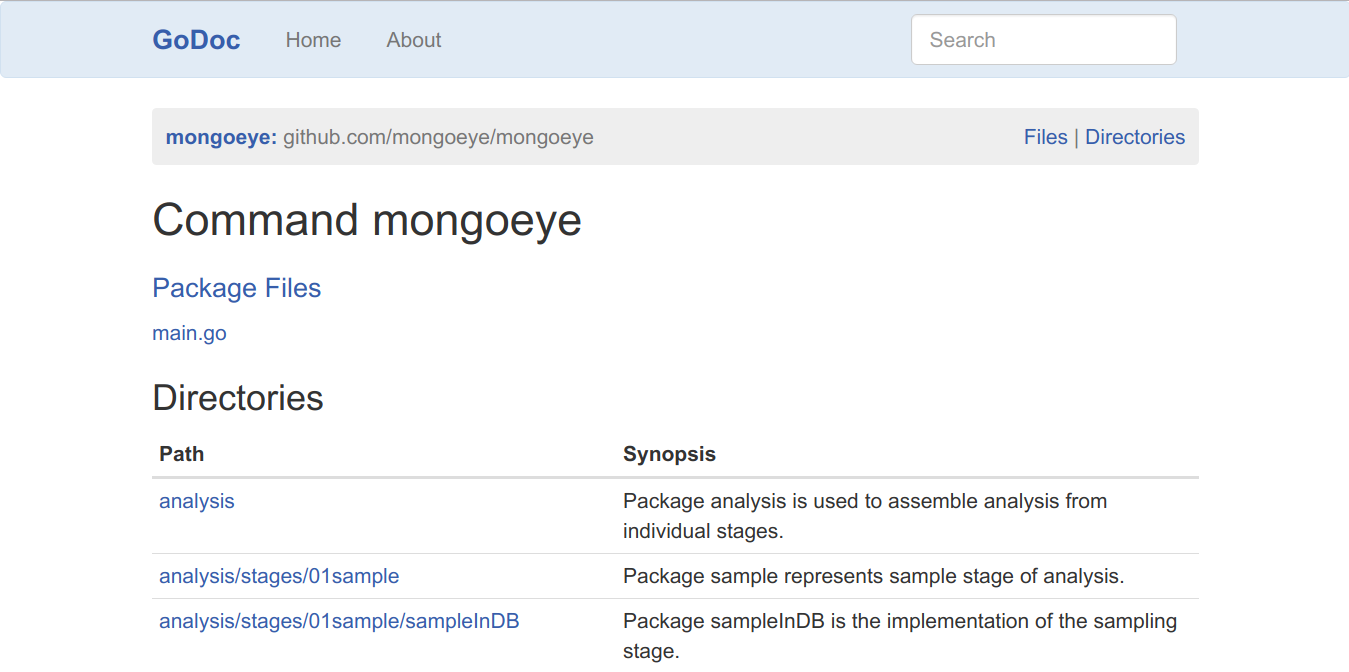 GoDoc Home About Search
mongoeye: github.com/mongoeye/mongoeye Files | Directories
Command mongoeye
Package Files
main.go
Directories
Path Synopsis
analysis Package analysis is used to assemble analysis from
individual stages.
analysis/stages/01sample Package sample represents sample stage of analysis.
analysis/stages/01sample/sampleInDB Package sampleInDB is the implementation of the sampling
stage.